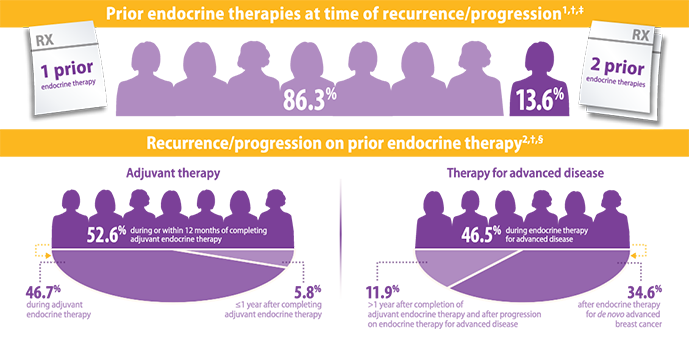 Prior endocrine therapies at time of recurrence/progression1,†,‡
RX
1 prior
endocrine therapy
86.3%
13.6%
RX
2 prior
endocrine therapies
Recurrence/progression on prior endocrine therapy2,†,§
Adjuvant therapy
52.6% during or within 12 months of completing
adjuvant endocrine therapy
46.7%
during adjuvant
endocrine therapy
5.8%
≤1 year after completing
adjuvant endocrine therapy
Therapy for advanced disease
46.5% during endocrine therapy
for advanced disease
11.9%
>1 year after completion of
adjuvant endocrine therapy and after progression
on endocrine therapy for advanced disease
34.6%
after endocrine therapy
for de novo advanced
breast cancer